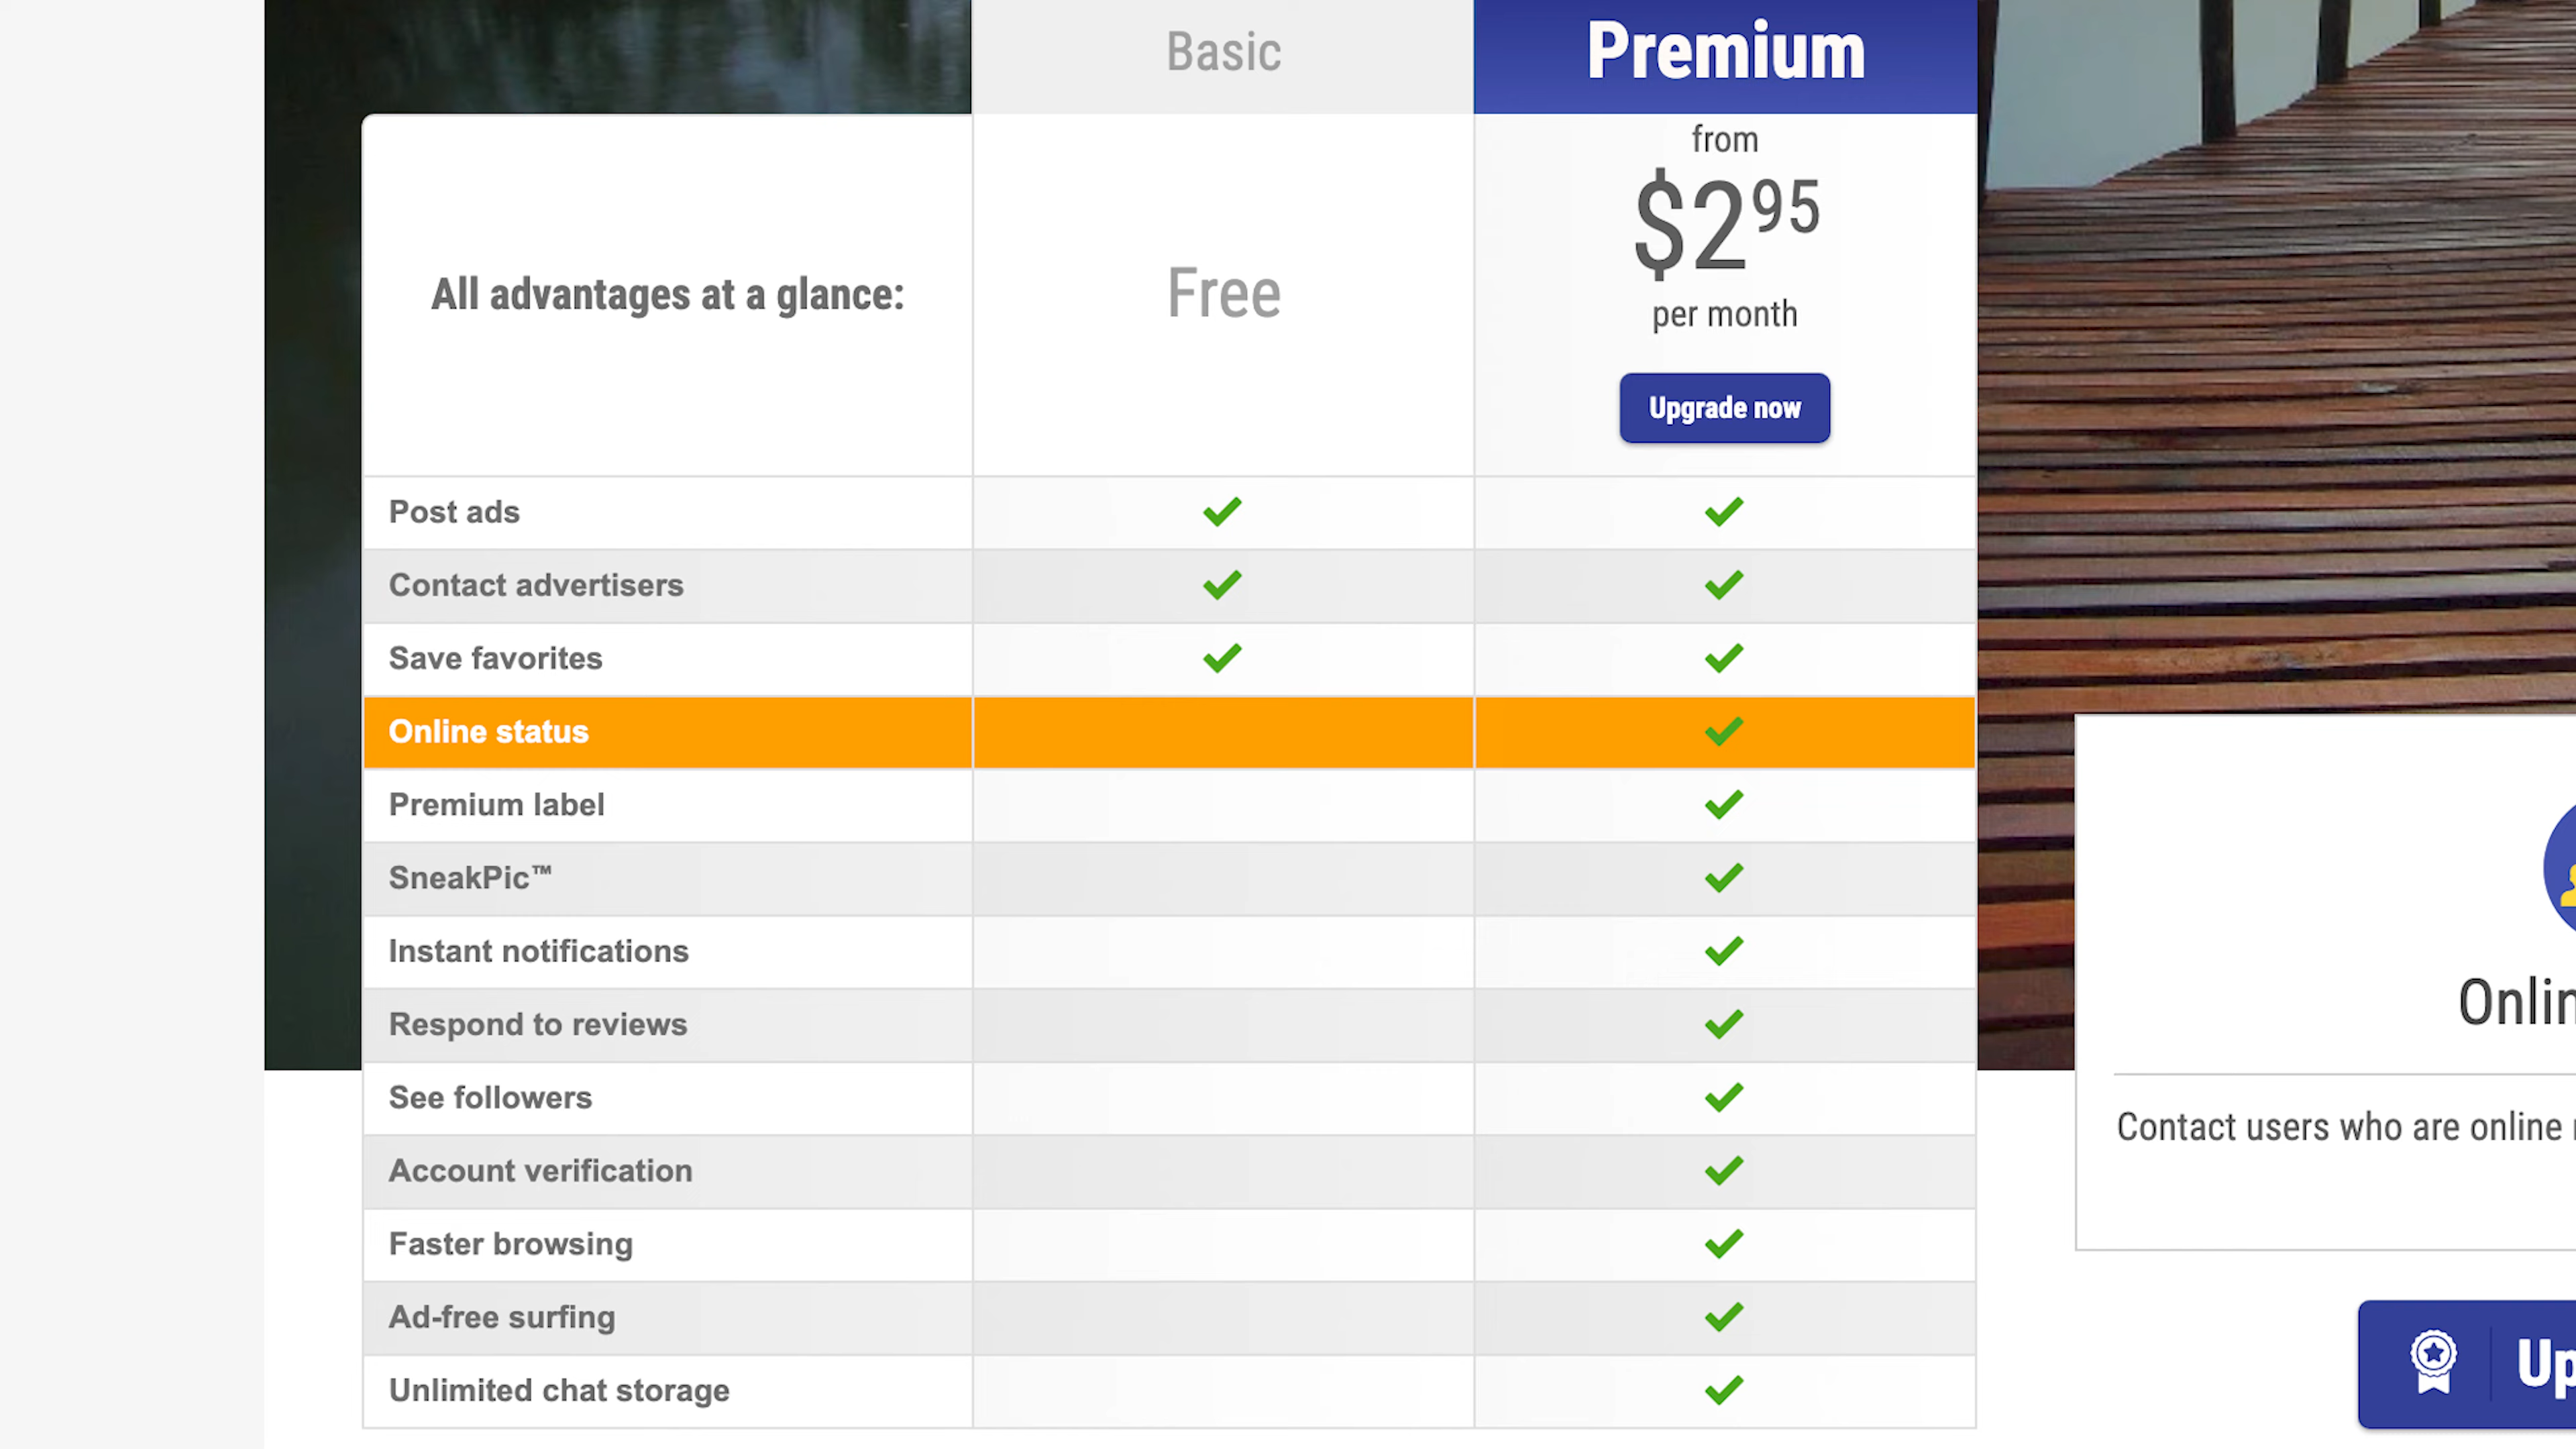 Basic
Premium
All advantages at a glance:
Free
from
$2 95
per month
Upgrade now
Post ads
Contact advertisers
Save favorites
Online status
Premium label
SneakPic™
Instant notifications
Respond to reviews
See followers
Account verification
Faster browsing
Ad-free surfing
Unlimited chat storage
Contact users who are online